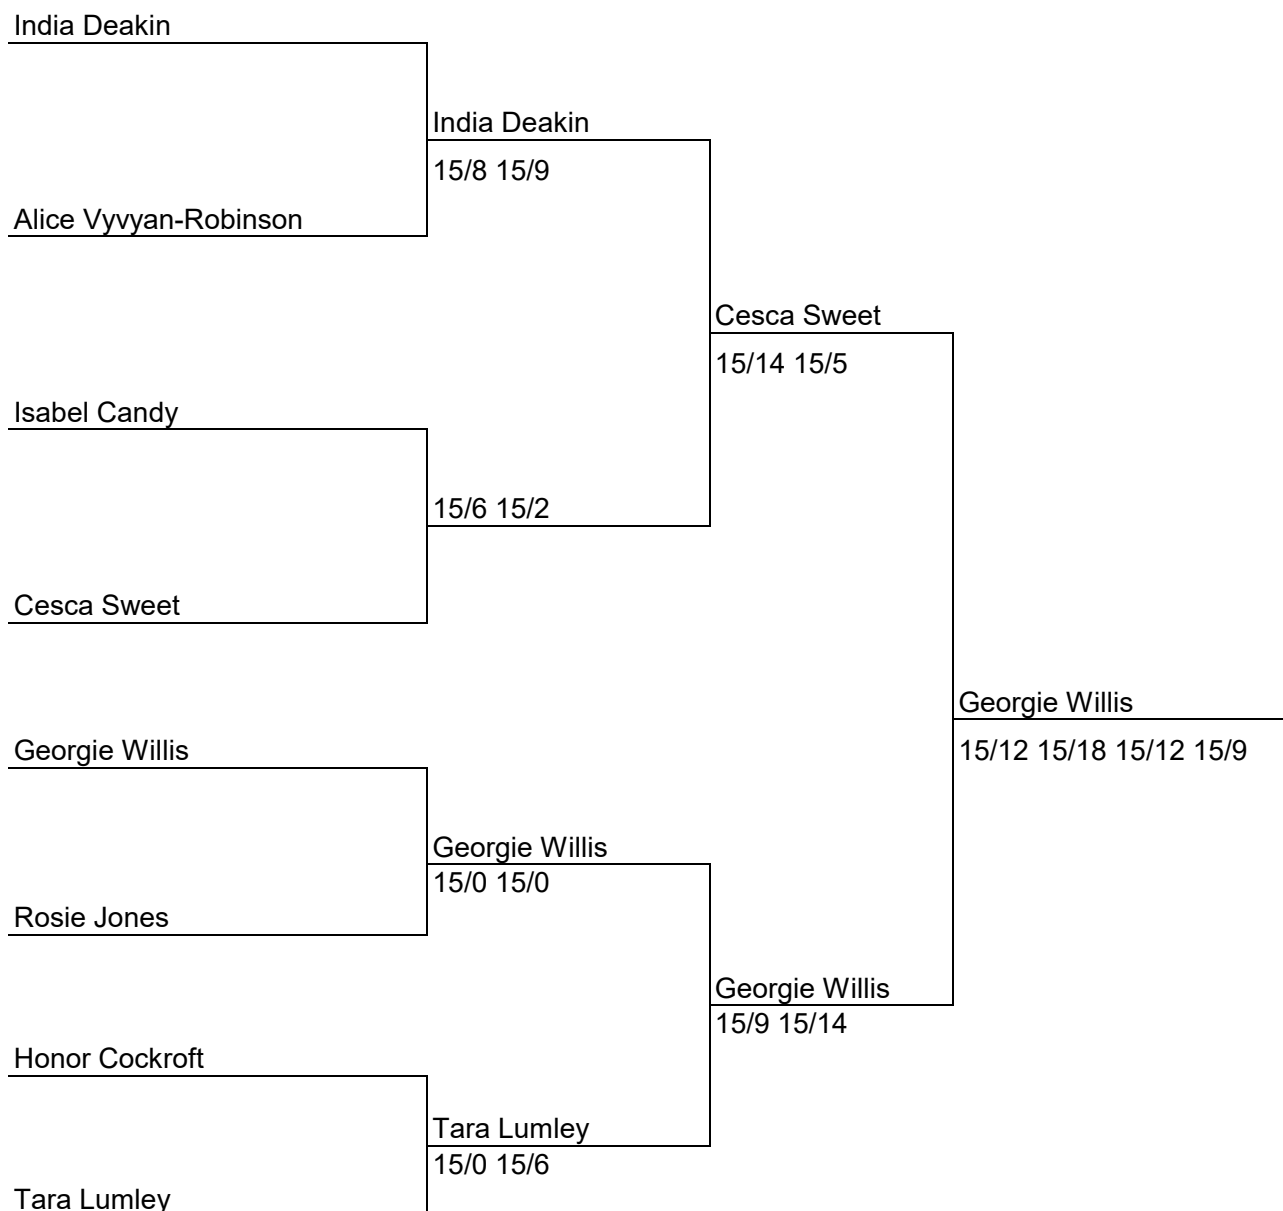 India Deakin
India Deakin
15/8 15/9
Alice Vyvyan-Robinson
Cesca Sweet
15/14 15/5
Isabel Candy
15/6 15/2
Cesca Sweet
Georgie Willis
15/12 15/18 15/12 15/9
Georgie Willis
Georgie Willis
15/0 15/0
Rosie Jones
Georgie Willis
15/9 15/14
Honor Cockroft
Tara Lumley
15/0 15/6
Tara Lumley